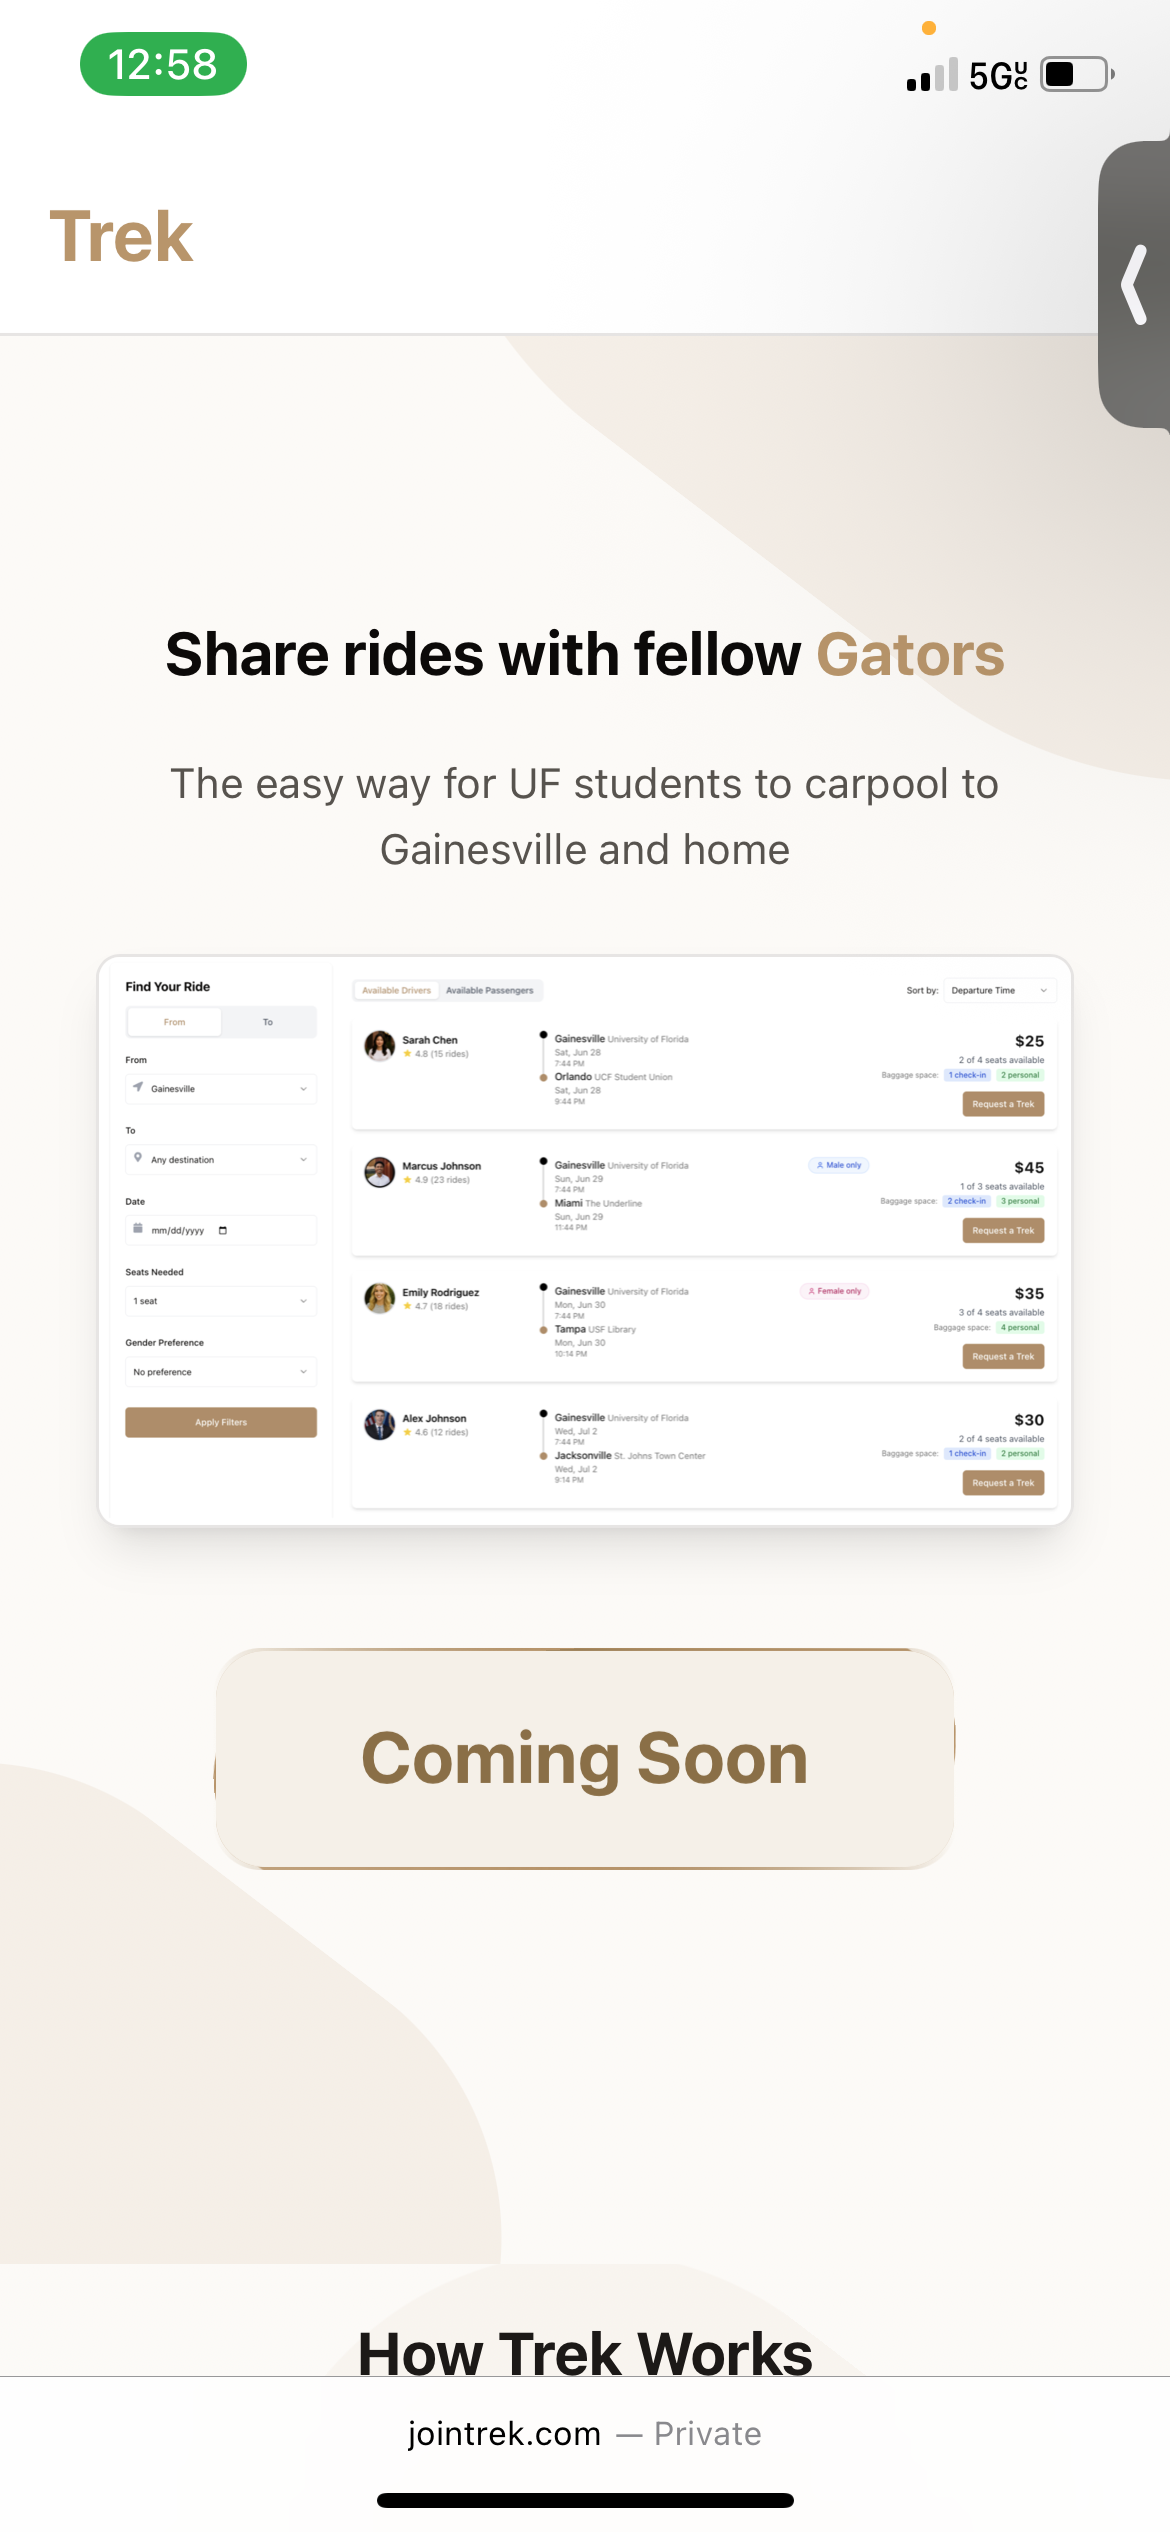 12:58
5GUC
Trek
Share rides with fellow Gators
The easy way for UF students to carpool to
Gainesville and home
Find Your Ride
From To
From
Gainesville
To
Any destination
Date
mm/dd/yyyy
Seats Needed
1 seat
Gender Preference
No preference
Apply Filters
Available Drivers Available Passengers
Sort by: Departure Time
Sarah Chen
4.8 (15 rides)
Gainesville University of Florida
Sat, Jun 28
7:44 PM
Orlando UCF Student Union
Sat, Jun 28
9:44 PM
$25
2 of 4 seats available
Baggage space: 1 check-in 2 personal
Request a Trek
Marcus Johnson
4.9 (23 rides)
Gainesville University of Florida
Sun, Jun 29
7:44 PM
Miami The Underline
Sun, Jun 29
11:44 PM
Male only
$45
1 of 3 seats available
Baggage space: 2 check-in 3 personal
Request a Trek
Emily Rodriguez
4.7 (18 rides)
Gainesville University of Florida
Mon, Jun 30
7:44 PM
Tampa USF Library
Mon, Jun 30
10:14 PM
Female only
$35
3 of 4 seats available
Baggage space: 4 personal
Request a Trek
Alex Johnson
4.6 (12 rides)
Gainesville University of Florida
Wed, Jul 2
7:44 PM
Jacksonville St. Johns Town Center
Wed, Jul 2
9:14 PM
$30
2 of 4 seats available
Baggage space: 1 check-in 2 personal
Request a Trek
Coming Soon
How Trek Works
jointrek.com — Private